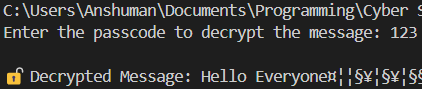 C:\Users\Anshuman\Documents\Programming\Cyber S
Enter the passcode to decrypt the message: 123
🔓 Decrypted Message: Hello Everyone¤¦¦§¥¦§¥¦§§